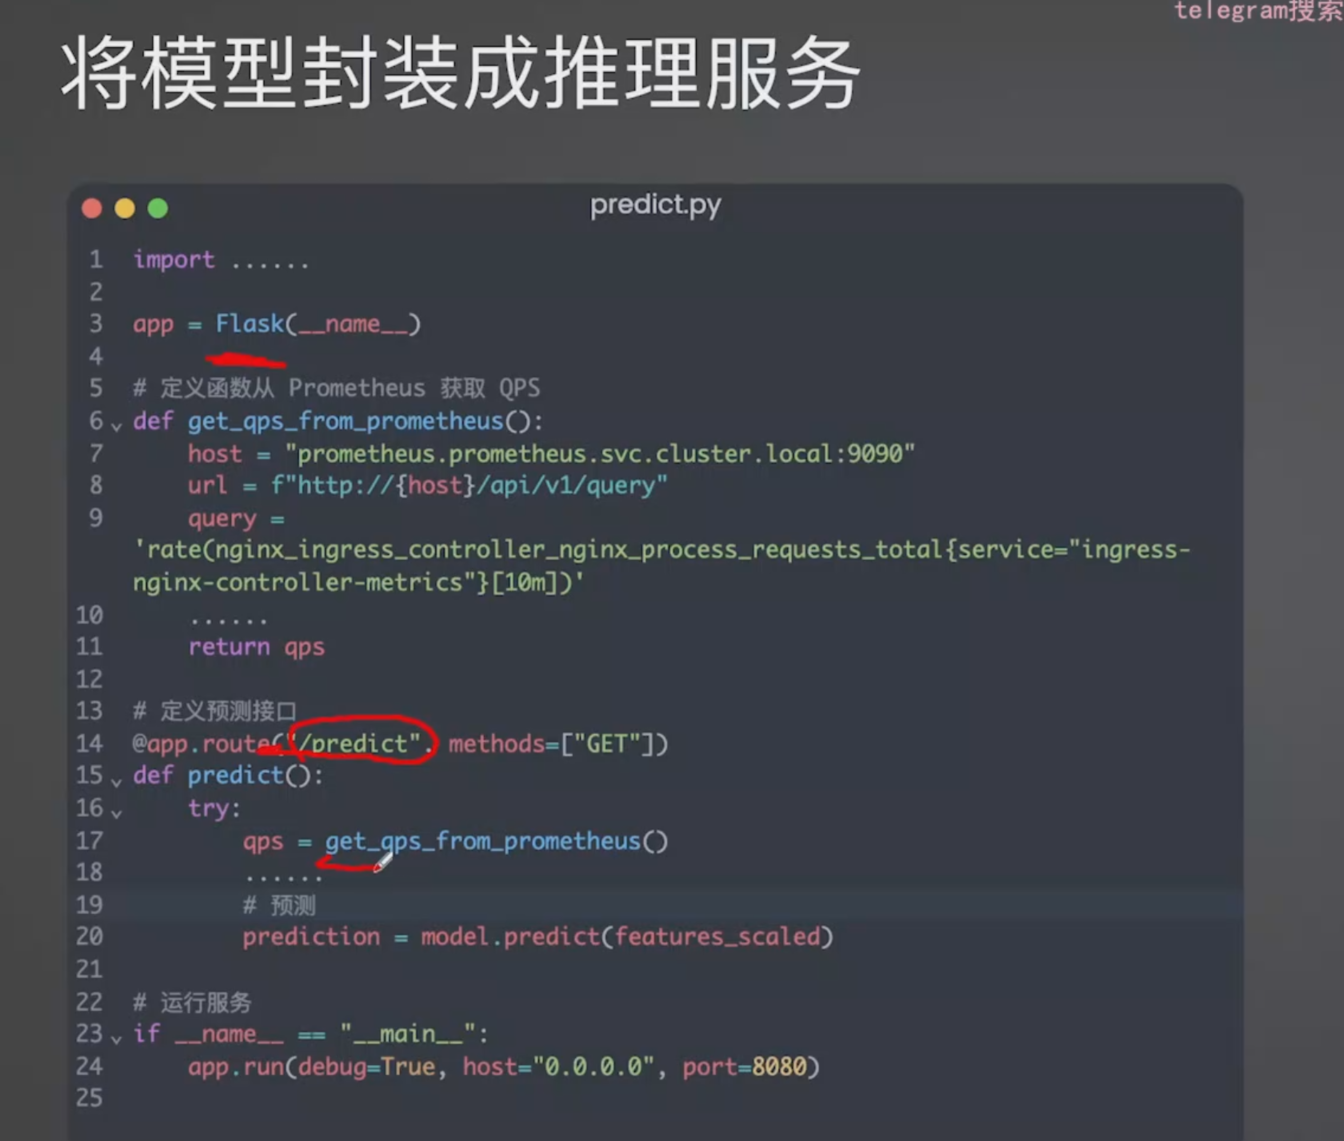 telegram搜索
将模型封装成推理服务
predict.py
1 import ......
2
3 app = Flask(__name__)
4
5 # 定义函数从 Prometheus 获取 QPS
6 def get_qps_from_prometheus():
7 host = "prometheus.prometheus.svc.cluster.local:9090"
8 url = f"http://{host}/api/v1/query"
9 query =
'rate(nginx_ingress_controller_nginx_process_requests_total{service="ingress-
nginx-controller-metrics"}[10m])'
10 ......
11 return qps
12
13 # 定义预测接口
14 @app.route("/predict", methods=["GET"])
15 def predict():
16 try:
17 qps = get_qps_from_prometheus()
18 ......
19 # 预测
20 prediction = model.predict(features_scaled)
21
22 # 运行服务
23 if __name__ == "__main__":
24 app.run(debug=True, host="0.0.0.0", port=8080)
25